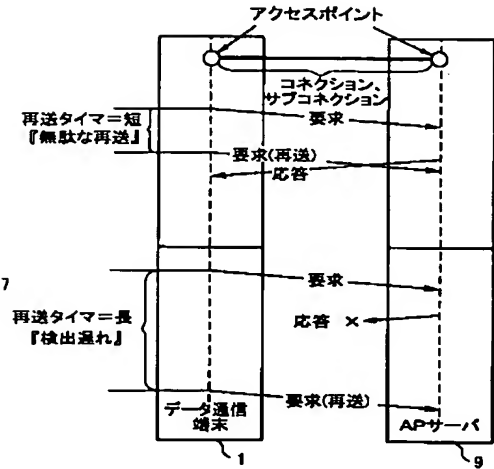 アクセスポイント
コネクション、
サブコネクション
再送タイマ=短
『無駄な再送』
要求
要求(再送)
応答
7
要求
再送タイマ=長
『検出遅れ』
応答 ×
要求(再送)
データ通信
端末
APサーバ
1
9